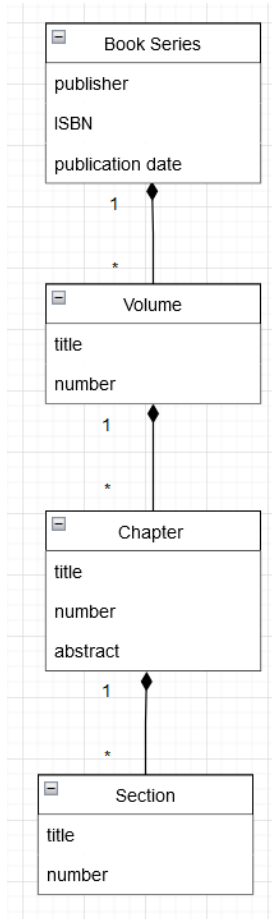 Book Series
publisher
ISBN
publication date
1
*
Volume
title
number
1
*
Chapter
title
number
abstract
1
*
Section
title
number